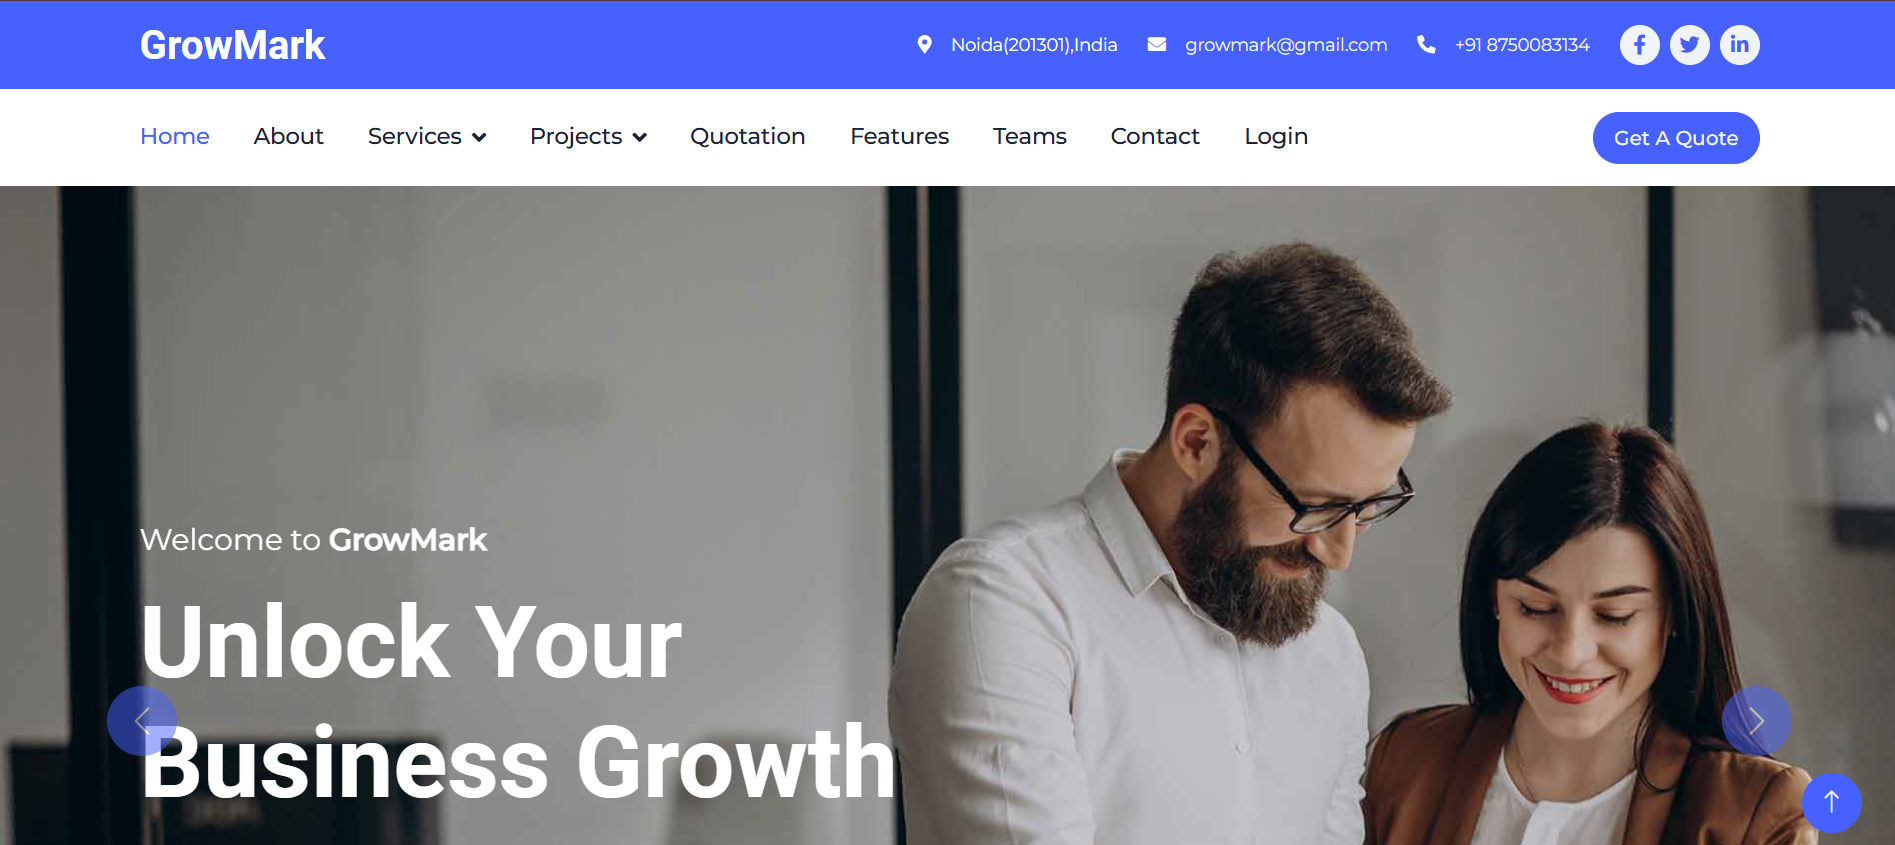 GrowMark
Noida(201301),India
growmark@gmail.com
+91 8750083134
Home
About
Services
Projects
Quotation
Features
Teams
Contact
Login
Get A Quote
Welcome to GrowMark
Unlock Your
Business Growth